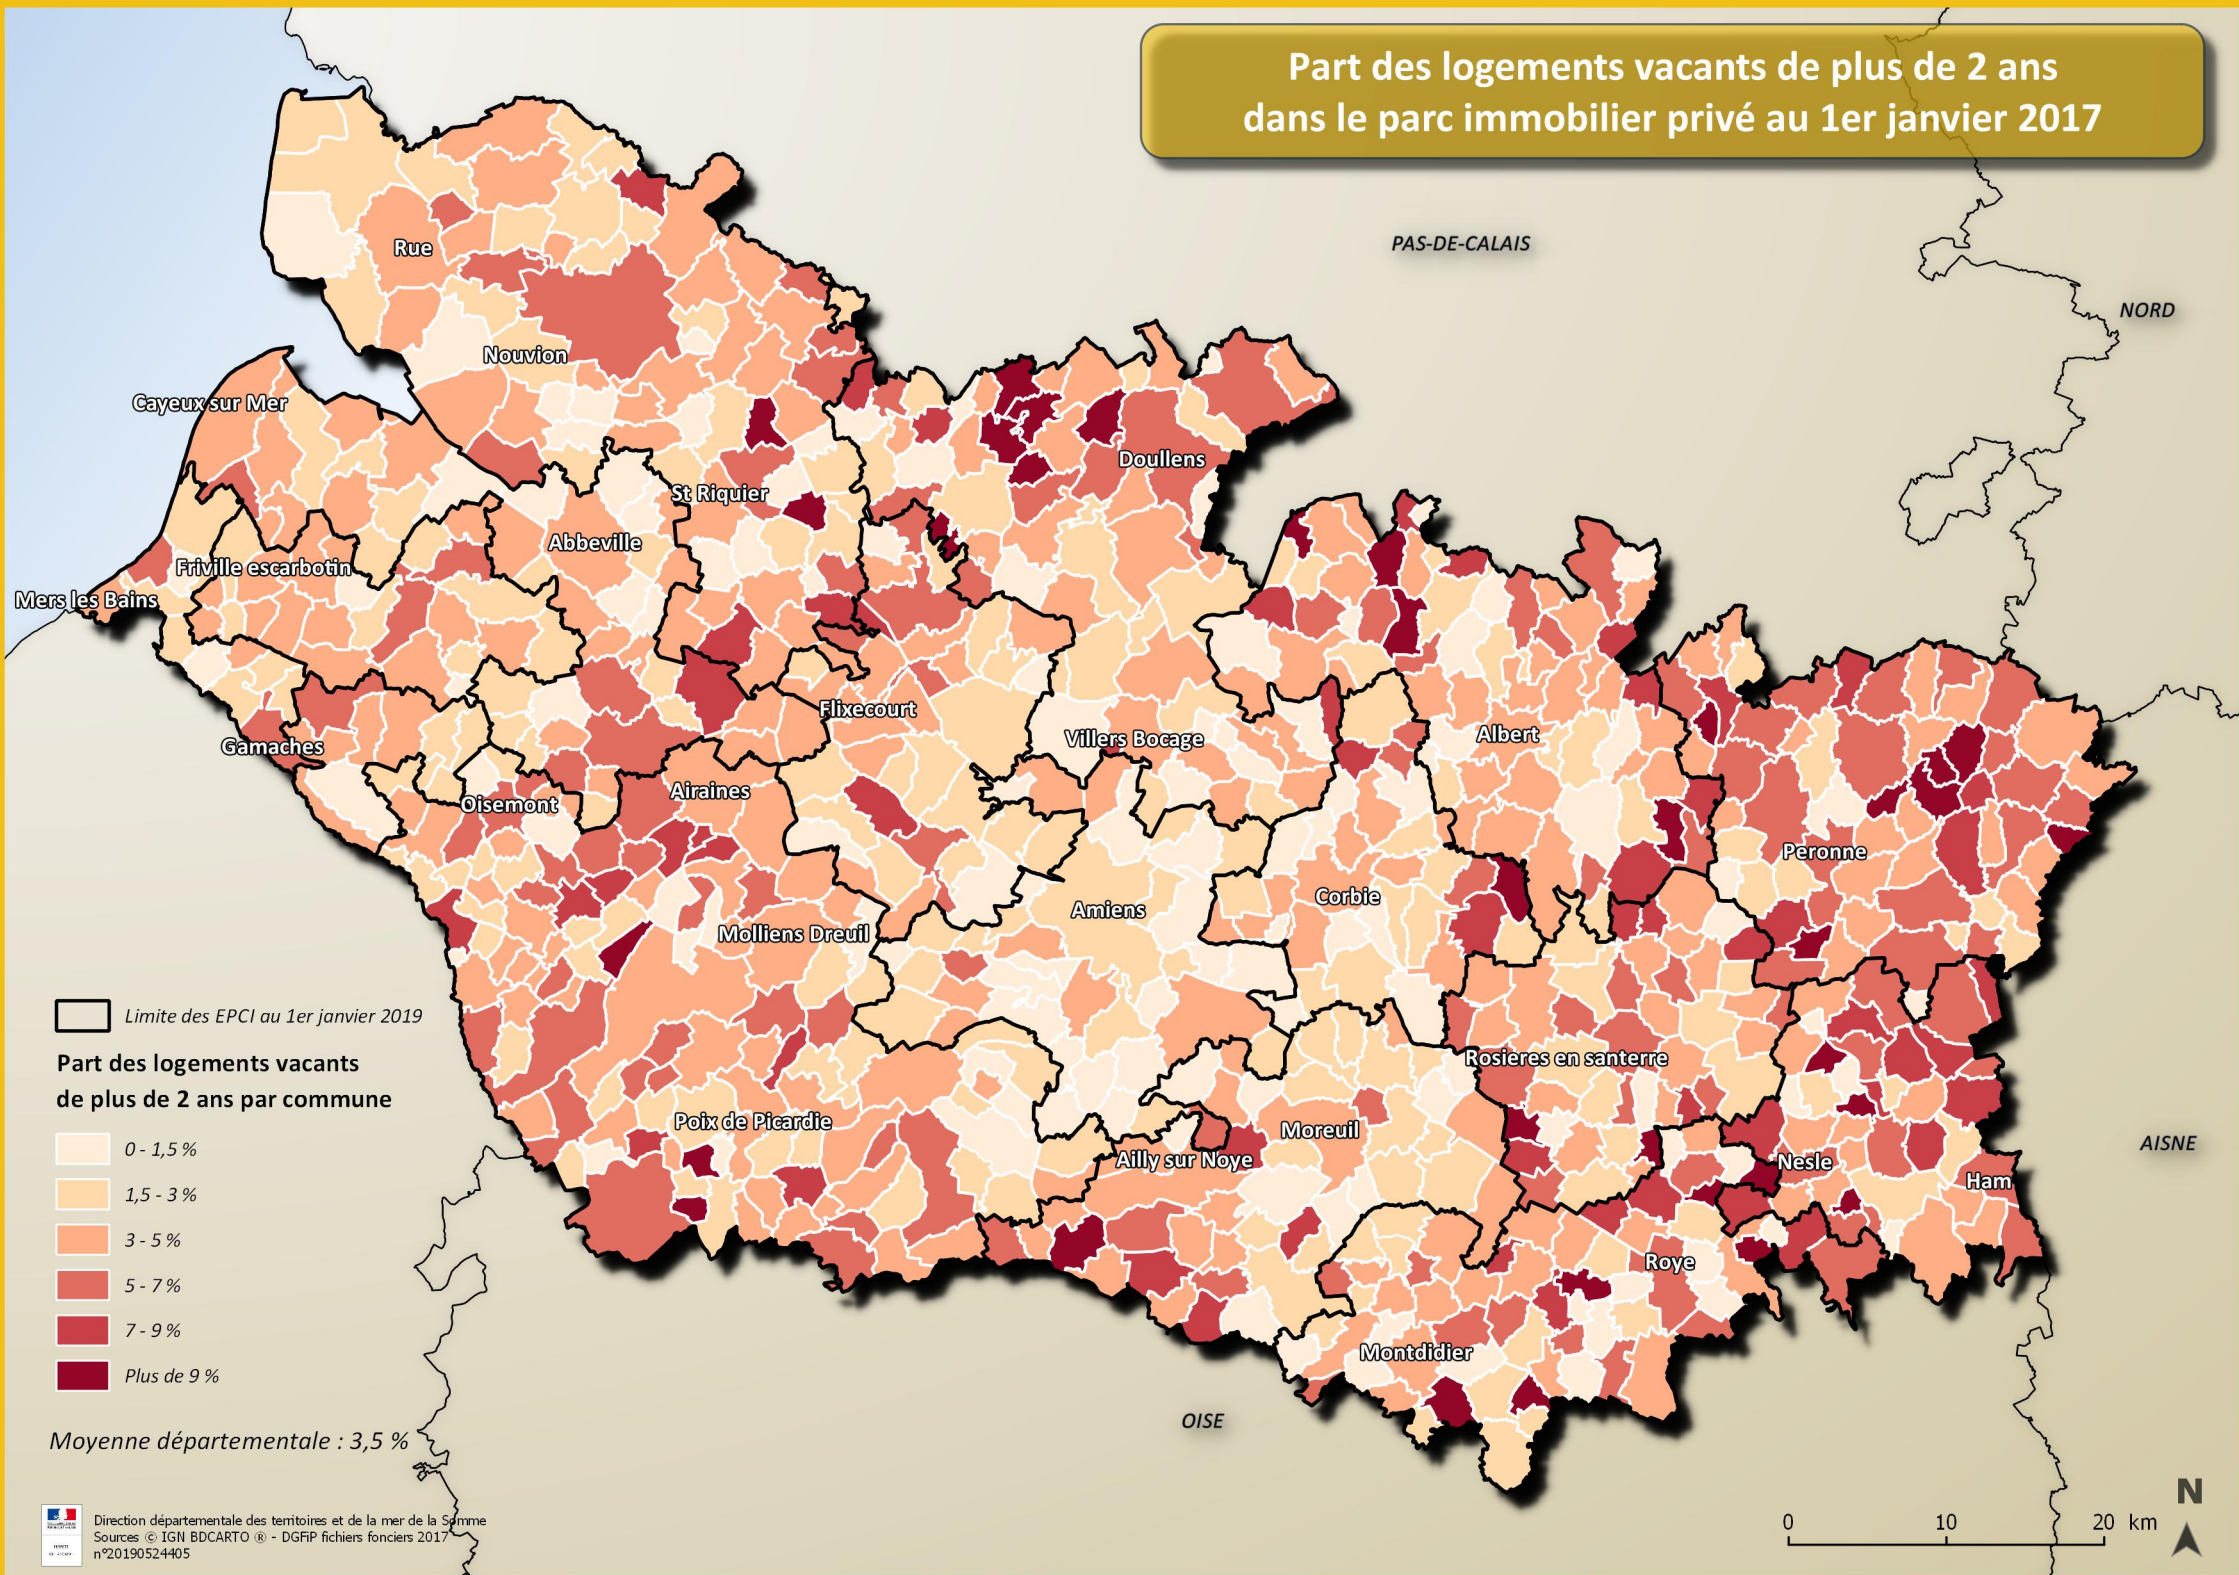 Part des logements vacants de plus de 2 ans
dans le parc immobilier privé au 1er janvier 2017
PAS-DE-CALAIS
NORD
Rue
Nouvion
Cayeux sur Mer
Doullens
St Riquier
Abbeville
Friville escarbotin
Mers les Bains
Flixecourt
Villers Bocage
Albert
Gamaches
Airaines
Oisemont
Peronne
Corbie
Amiens
Molliens Dreuil
Limite des EPCI au 1er janvier 2019
Rosieres en santerre
Part des logements vacants
de plus de 2 ans par commune
Poix de Picardie
Moreuil
AISNE
0 - 1,5 %
Ailly sur Noye
Nesle
Ham
1,5 - 3 %
3 - 5 %
Roye
5 - 7 %
7 - 9 %
Montdidier
Plus de 9 %
OISE
Moyenne départementale : 3,5 %
N
Direction départementale des territoires et de la mer de la Somme
Sources © IGN BDCARTO ® - DGFiP fichiers fonciers 2017
n°20190524405
0 10 20 km